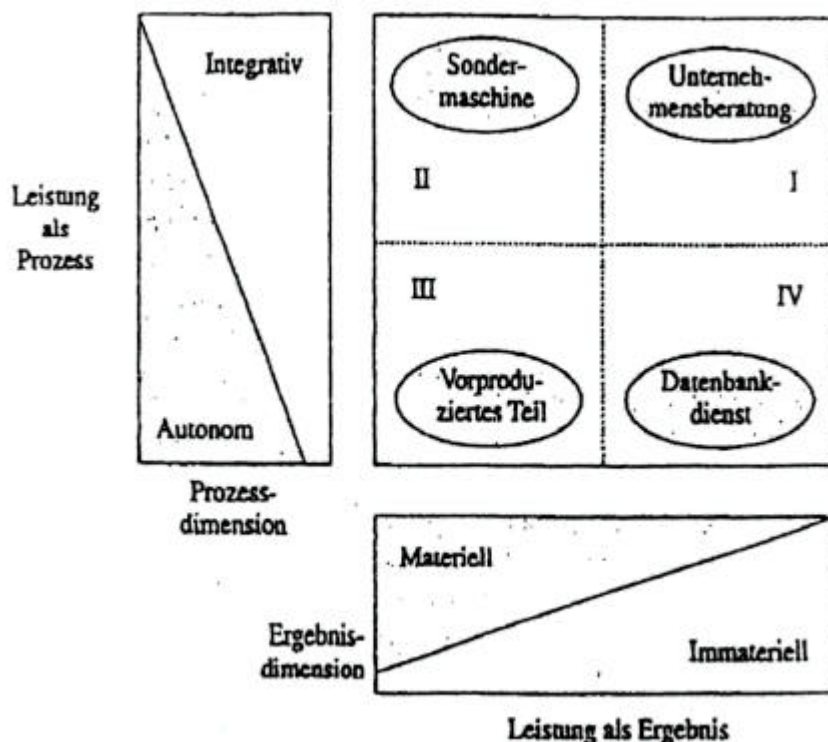 Integrativ
Leistung
als
Prozess
Autonom
Prozess-
dimension
Sonder-
maschine
Unterneh-
mensberatung
II
I
III
IV
Vorprodu-
ziertes Teil
Datenbank-
dienst
Materiell
Ergebnis-
dimension
Immateriell
Leistung als Ergebnis